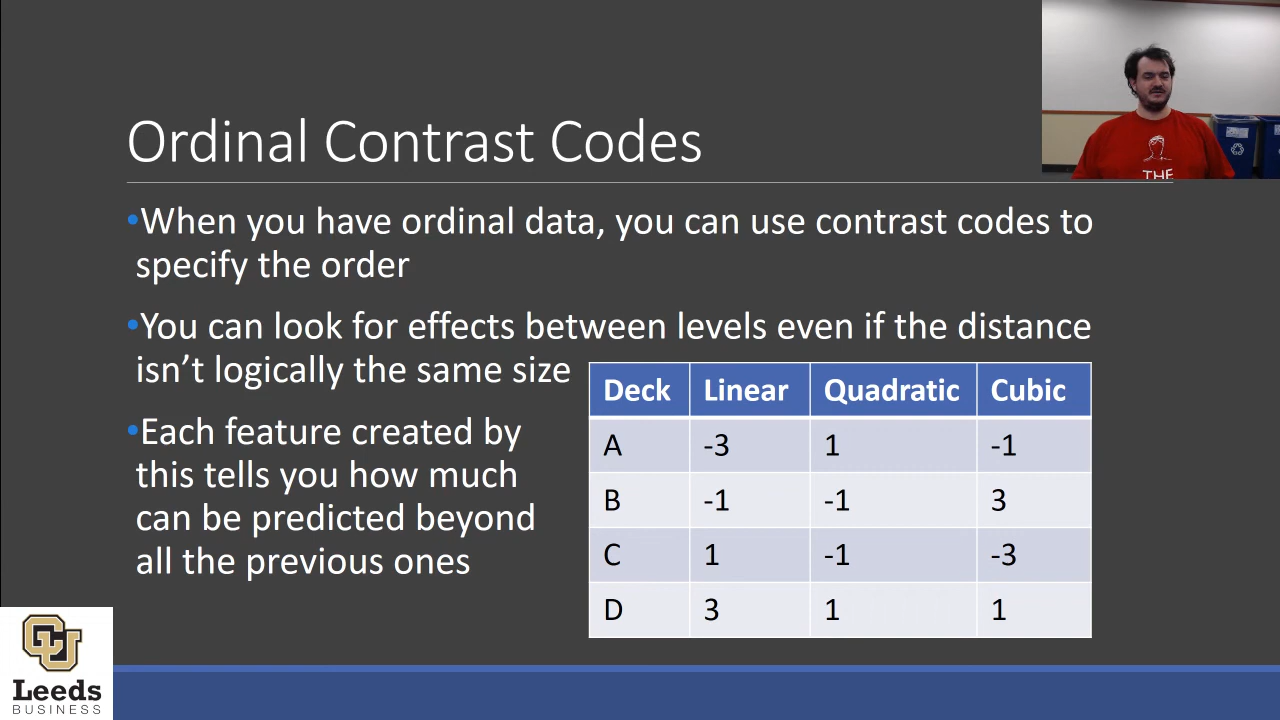 Ordinal Contrast Codes
•When you have ordinal data, you can use contrast codes to
specify the order
•You can look for effects between levels even if the distance
isn’t logically the same size
•Each feature created by
this tells you how much
can be predicted beyond
all the previous ones
Deck Linear Quadratic Cubic
A -3 1 -1
B -1 -1 3
C 1 -1 -3
D 3 1 1
THE
CU
Leeds
BUSINESS